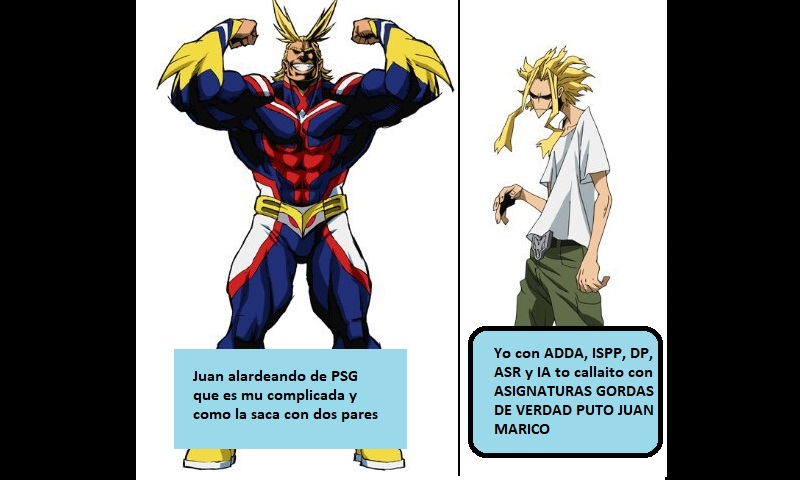 Juan alardeando de PSG
que es mu complicada y
como la saca con dos pares
Yo con ADDA, ISPP, DP,
ASR y IA to callaito con
ASIGNATURAS GORDAS
DE VERDAD PUTO JUAN
MARICO